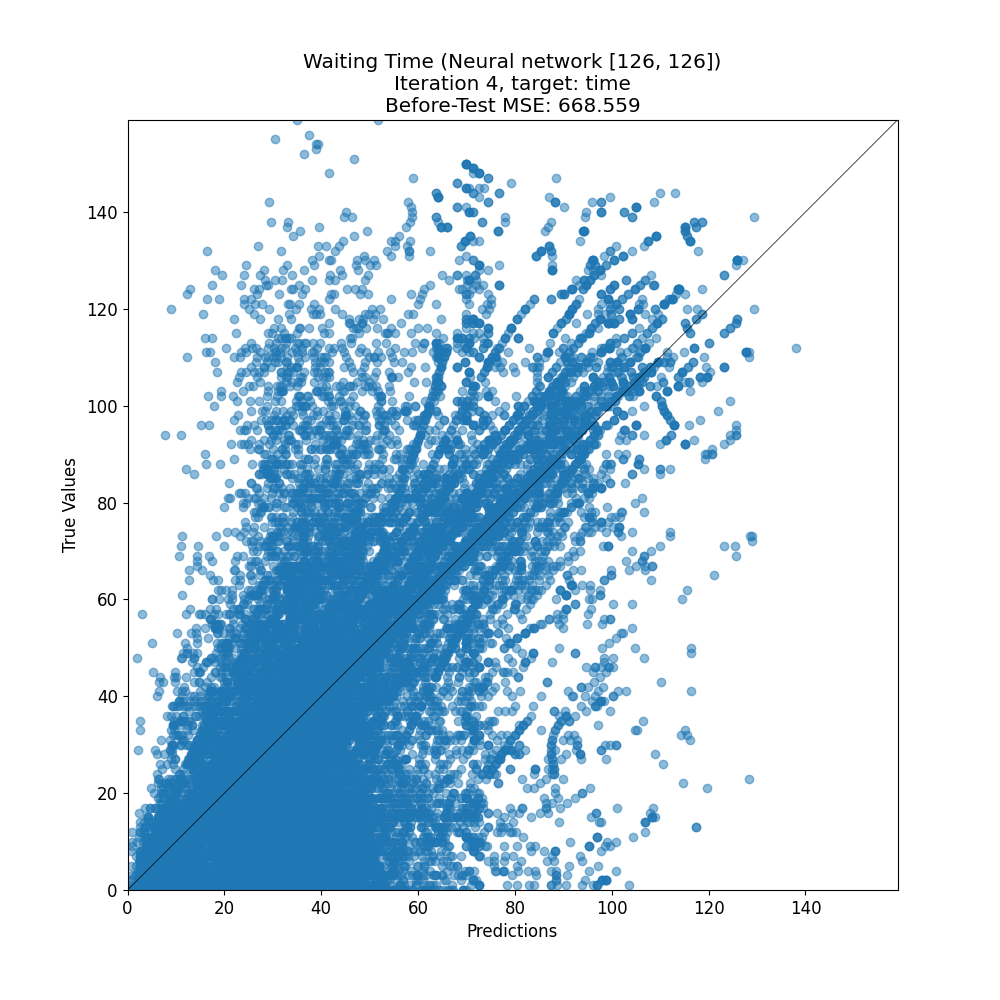 Waiting Time (Neural network [126, 126])
Iteration 4, target: time
Before-Test MSE: 668.559
True Values
140
120
100
80
60
40
20
0
0 20 40 60 80 100 120 140
Predictions